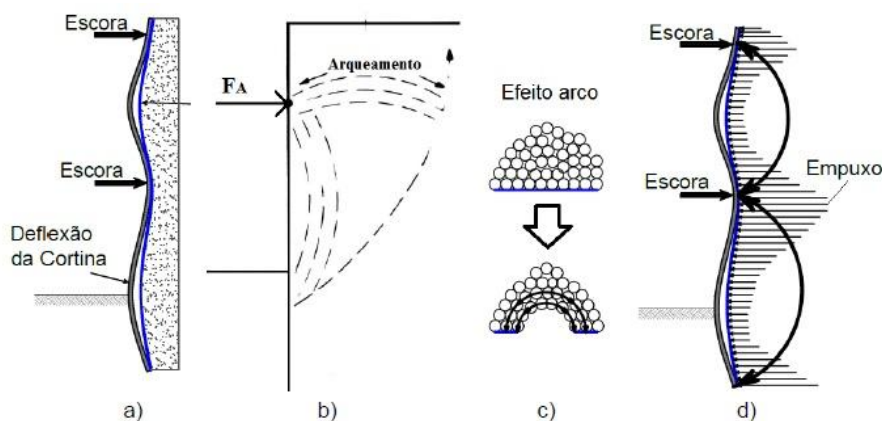 Escora
Escora
Deflexão
da Cortina
a)
Arqueamento
FA
b)
Efeito arco
c)
Escora
Escora
Empuxo
d)